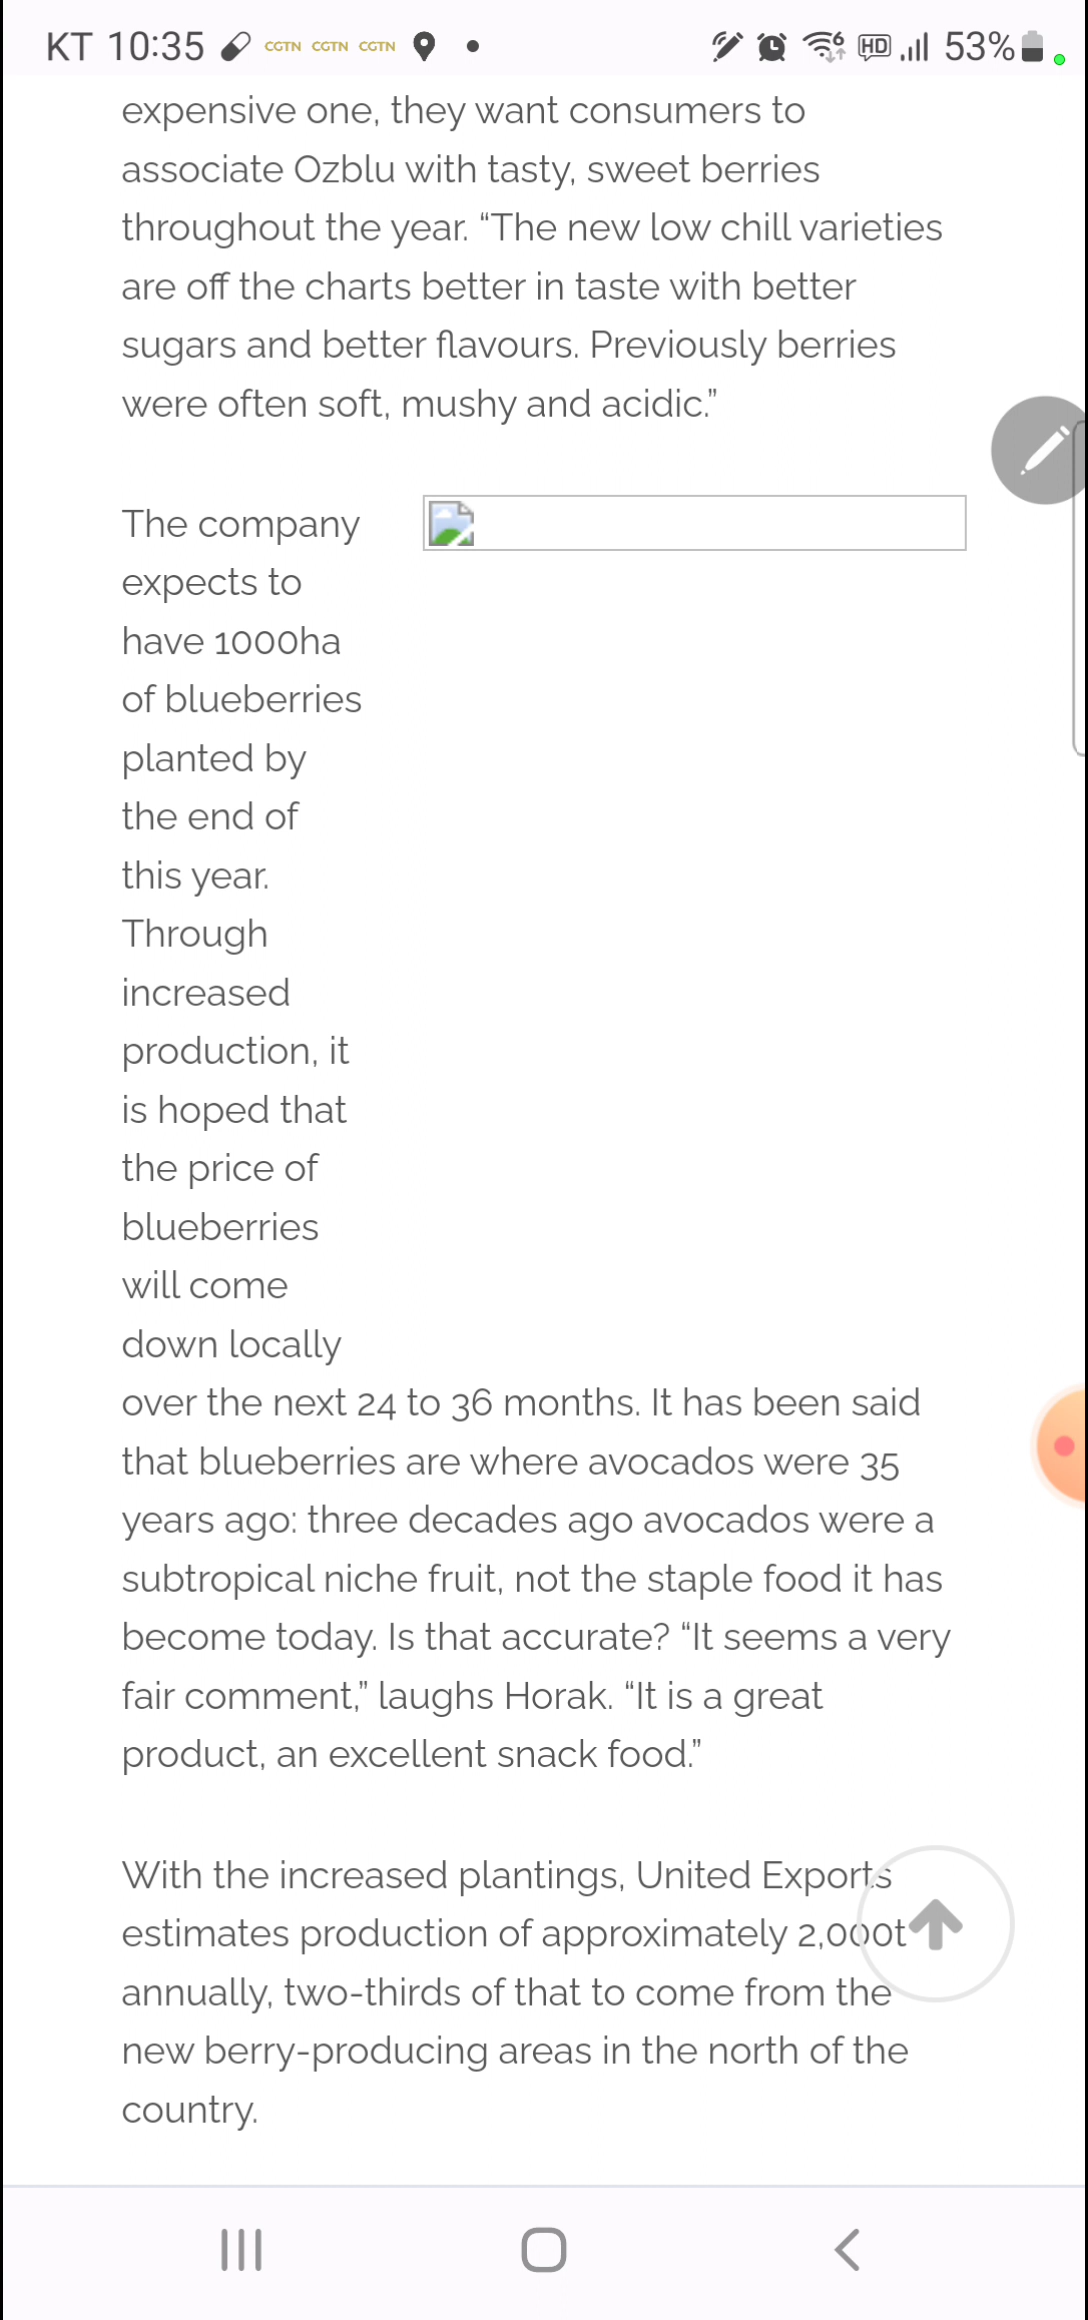 KT 10:35 CGTN CGTN CGTN HD 53%
expensive one, they want consumers to
associate Ozblu with tasty, sweet berries
throughout the year. “The new low chill varieties
are off the charts better in taste with better
sugars and better flavours. Previously berries
were often soft, mushy and acidic.”
The company
expects to
have 1000ha
of blueberries
planted by
the end of
this year.
Through
increased
production, it
is hoped that
the price of
blueberries
will come
down locally
over the next 24 to 36 months. It has been said
that blueberries are where avocados were 35
years ago: three decades ago avocados were a
subtropical niche fruit, not the staple food it has
become today. Is that accurate? “It seems a very
fair comment,” laughs Horak. “It is a great
product, an excellent snack food.”
With the increased plantings, United Exports
estimates production of approximately 2,000t
annually, two-thirds of that to come from the
new berry-producing areas in the north of the
country.